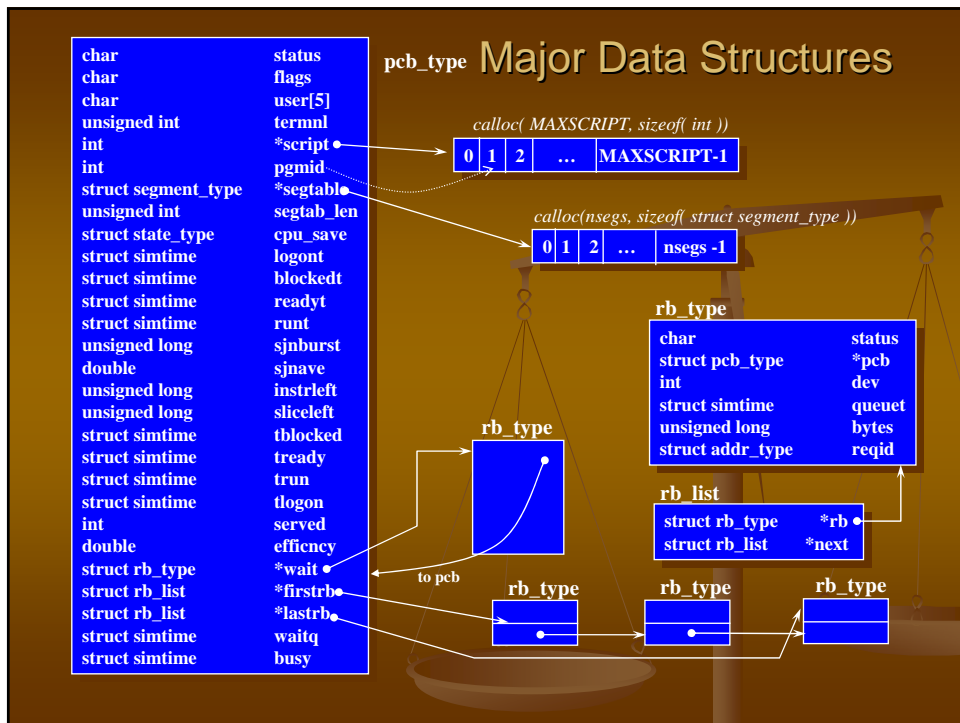 pcb_type Major Data Structures
char status
char flags
char user[5]
unsigned int termnl
int *script
int pgmid
struct segment_type *segtable
unsigned int segtab_len
struct state_type cpu_save
struct simtime logont
struct simtime blockedt
struct simtime readyt
struct simtime runt
unsigned long sjnburst
double sjnave
unsigned long instrleft
unsigned long sliceleft
struct simtime tblocked
struct simtime tready
struct simtime trun
struct simtime tlogon
int served
double efficncy
struct rb_type *wait
struct rb_list *firstrb
struct rb_list *lastrb
struct simtime waitq
struct simtime busy
calloc( MAXSCRIPT, sizeof( int ))
0 1 2 … MAXSCRIPT-1
calloc(nsegs, sizeof( struct segment_type ))
0 1 2 … nsegs -1
rb_type
char status
struct pcb_type *pcb
int dev
struct simtime queuet
unsigned long bytes
struct addr_type reqid
rb_type
to pcb
rb_list
struct rb_type *rb
struct rb_list *next
rb_type
rb_type
rb_type